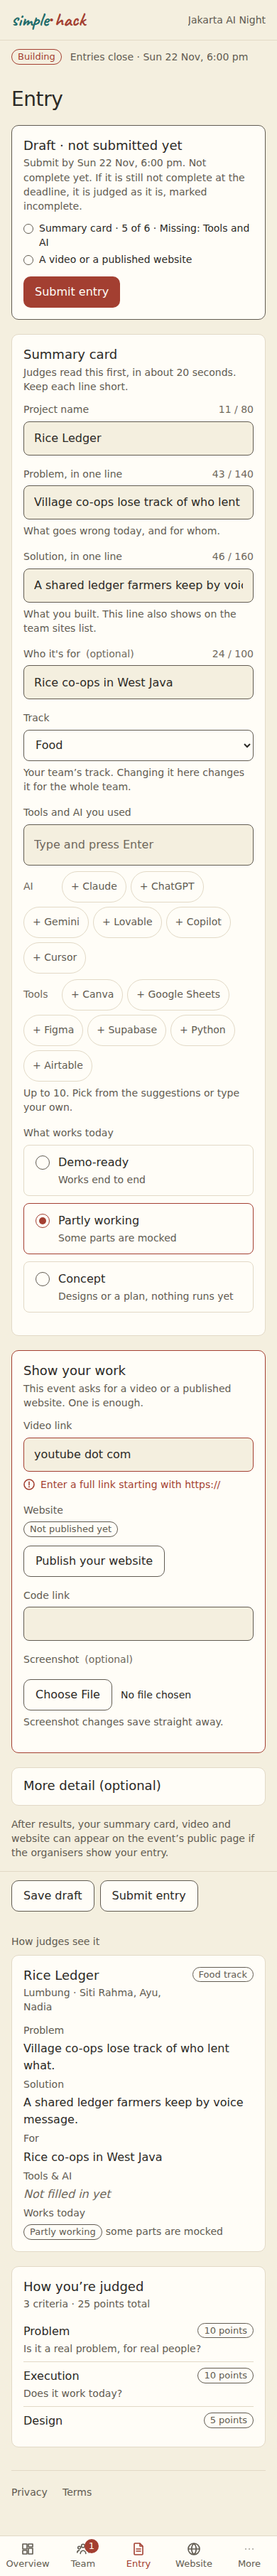 simple hack
Jakarta AI Night
Building
Entries close · Sun 22 Nov, 6:00 pm
Entry
Draft · not submitted yet
Submit by Sun 22 Nov, 6:00 pm. Not
complete yet. If it is still not complete at the
deadline, it is judged as it is, marked
incomplete.
Summary card · 5 of 6 · Missing: Tools and
AI
A video or a published website
Submit entry
Summary card
Judges read this first, in about 20 seconds.
Keep each line short.
Project name 11 / 80
Rice Ledger
Problem, in one line 43 / 140
Village co-ops lose track of who lent
What goes wrong today, and for whom.
Solution, in one line 46 / 160
A shared ledger farmers keep by voic
What you built. This line also shows on the
team sites list.
Who it's for (optional) 24 / 100
Rice co-ops in West Java
Track
Food
Your team's track. Changing it here changes
it for the whole team.
Tools and AI you used
Type and press Enter
AI + Claude + ChatGPT
+ Gemini + Lovable + Copilot
+ Cursor
Tools + Canva + Google Sheets
+ Figma + Supabase + Python
+ Airtable
Up to 10. Pick from the suggestions or type
your own.
What works today
Demo-ready
Works end to end
Partly working
Some parts are mocked
Concept
Designs or a plan, nothing runs yet
Show your work
This event asks for a video or a published
website. One is enough.
Video link
youtube dot com
Enter a full link starting with https://
Website
Not published yet
Publish your website
Code link
Screenshot (optional)
Choose File No file chosen
Screenshot changes save straight away.
More detail (optional)
After results, your summary card, video and
website can appear on the event's public page if
the organisers show your entry.
Save draft Submit entry
How judges see it
Rice Ledger Food track
Lumbung · Siti Rahma, Ayu,
Nadia
Problem
Village co-ops lose track of who lent
what.
Solution
A shared ledger farmers keep by voice
message.
For
Rice co-ops in West Java
Tools & AI
Not filled in yet
Works today
Partly working some parts are mocked
How you're judged
3 criteria · 25 points total
Problem 10 points
Is it a real problem, for real people?
Execution 10 points
Does it work today?
Design 5 points
Privacy Terms
1
Overview Team Entry Website More